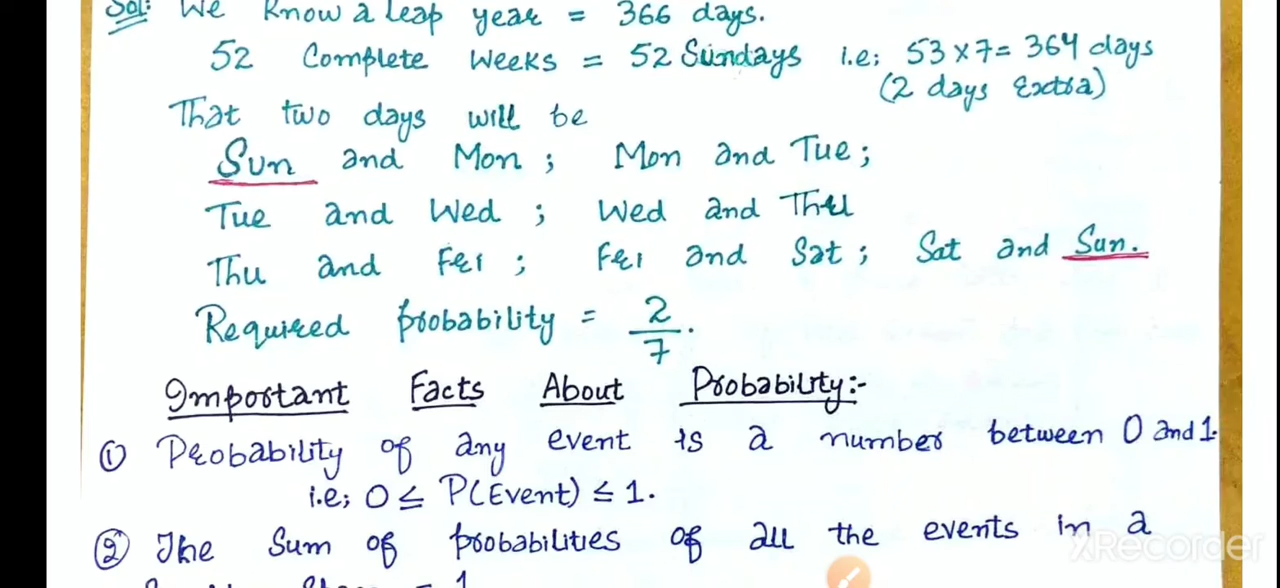 Sol: We know a leap year = 366 days.
52 Complete weeks = 52 Sundays i.e; 53 x 7 = 364 days
(2 days Extra)
That two days will be
Sun and Mon ; Mon and Tue ;
Tue and Wed ; Wed and Thu
Thu and Fri ; Fri and Sat ; Sat and Sun.
Required probability = 2/7.
Important Facts About Probability:-
① Probability of any event is a number between 0 and 1.
i.e; 0 ≤ P(Event) ≤ 1.
② The Sum of probabilities of all the events in a
= 1
XRecorder